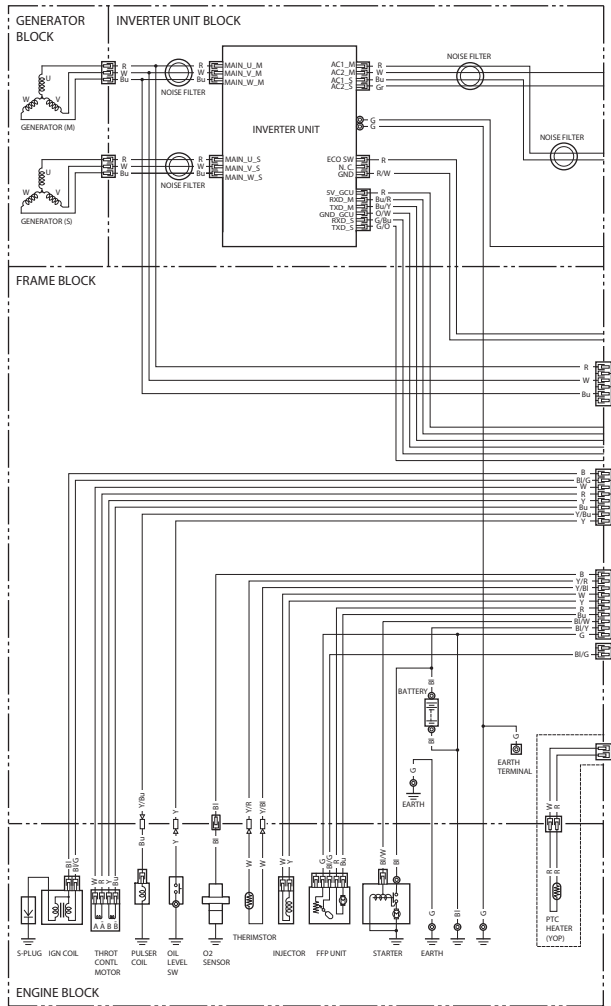 GENERATOR BLOCK
INVERTER UNIT BLOCK
U
W V
GENERATOR (M)
R R
W W
Bu Bu
NOISE FILTER
MAIN_U_M
MAIN_V_M
MAIN_W_M
INVERTER UNIT
AC1_M R
AC2_M W
AC1_S Bu
AC2_S Gr
NOISE FILTER
G
G
NOISE FILTER
U
W V
GENERATOR (S)
R R
W W
Bu Bu
NOISE FILTER
MAIN_U_S
MAIN_V_S
MAIN_W_S
ECO SW R
N. C.
GND R/W
5V_GCU R
RXD_M Bu/R
TXD_M Bu/Y
GND_GCU O/W
RXD_S G/Bu
TXD_S G/O
FRAME BLOCK
R
W
Bu
B
Bl/G
W
R
Y
Bu
Y/Bu
Y
B
Y/R
Y/Bl
W
Y
R
Bu
Bl/W
Bl/Y
G
Bl/G
Bl
BATTERY
Bl
G
EARTH
G
EARTH TERMINAL
W R
Y/Bu Y Bl Y/R Y/Bl
Bu Y Bl W W
Bl Bl/G
W R Y Bu
W Y
G Bl/G R Bu
Bl/W Bl
G Bl G
R R
A A B B
S-PLUG
IGN COIL
THROT CONTL MOTOR
PULSER COIL
OIL LEVEL SW
O2 SENSOR
THERIMSTOR
INJECTOR
FFP UNIT
STARTER
EARTH
PTC HEATER (YOP)
ENGINE BLOCK